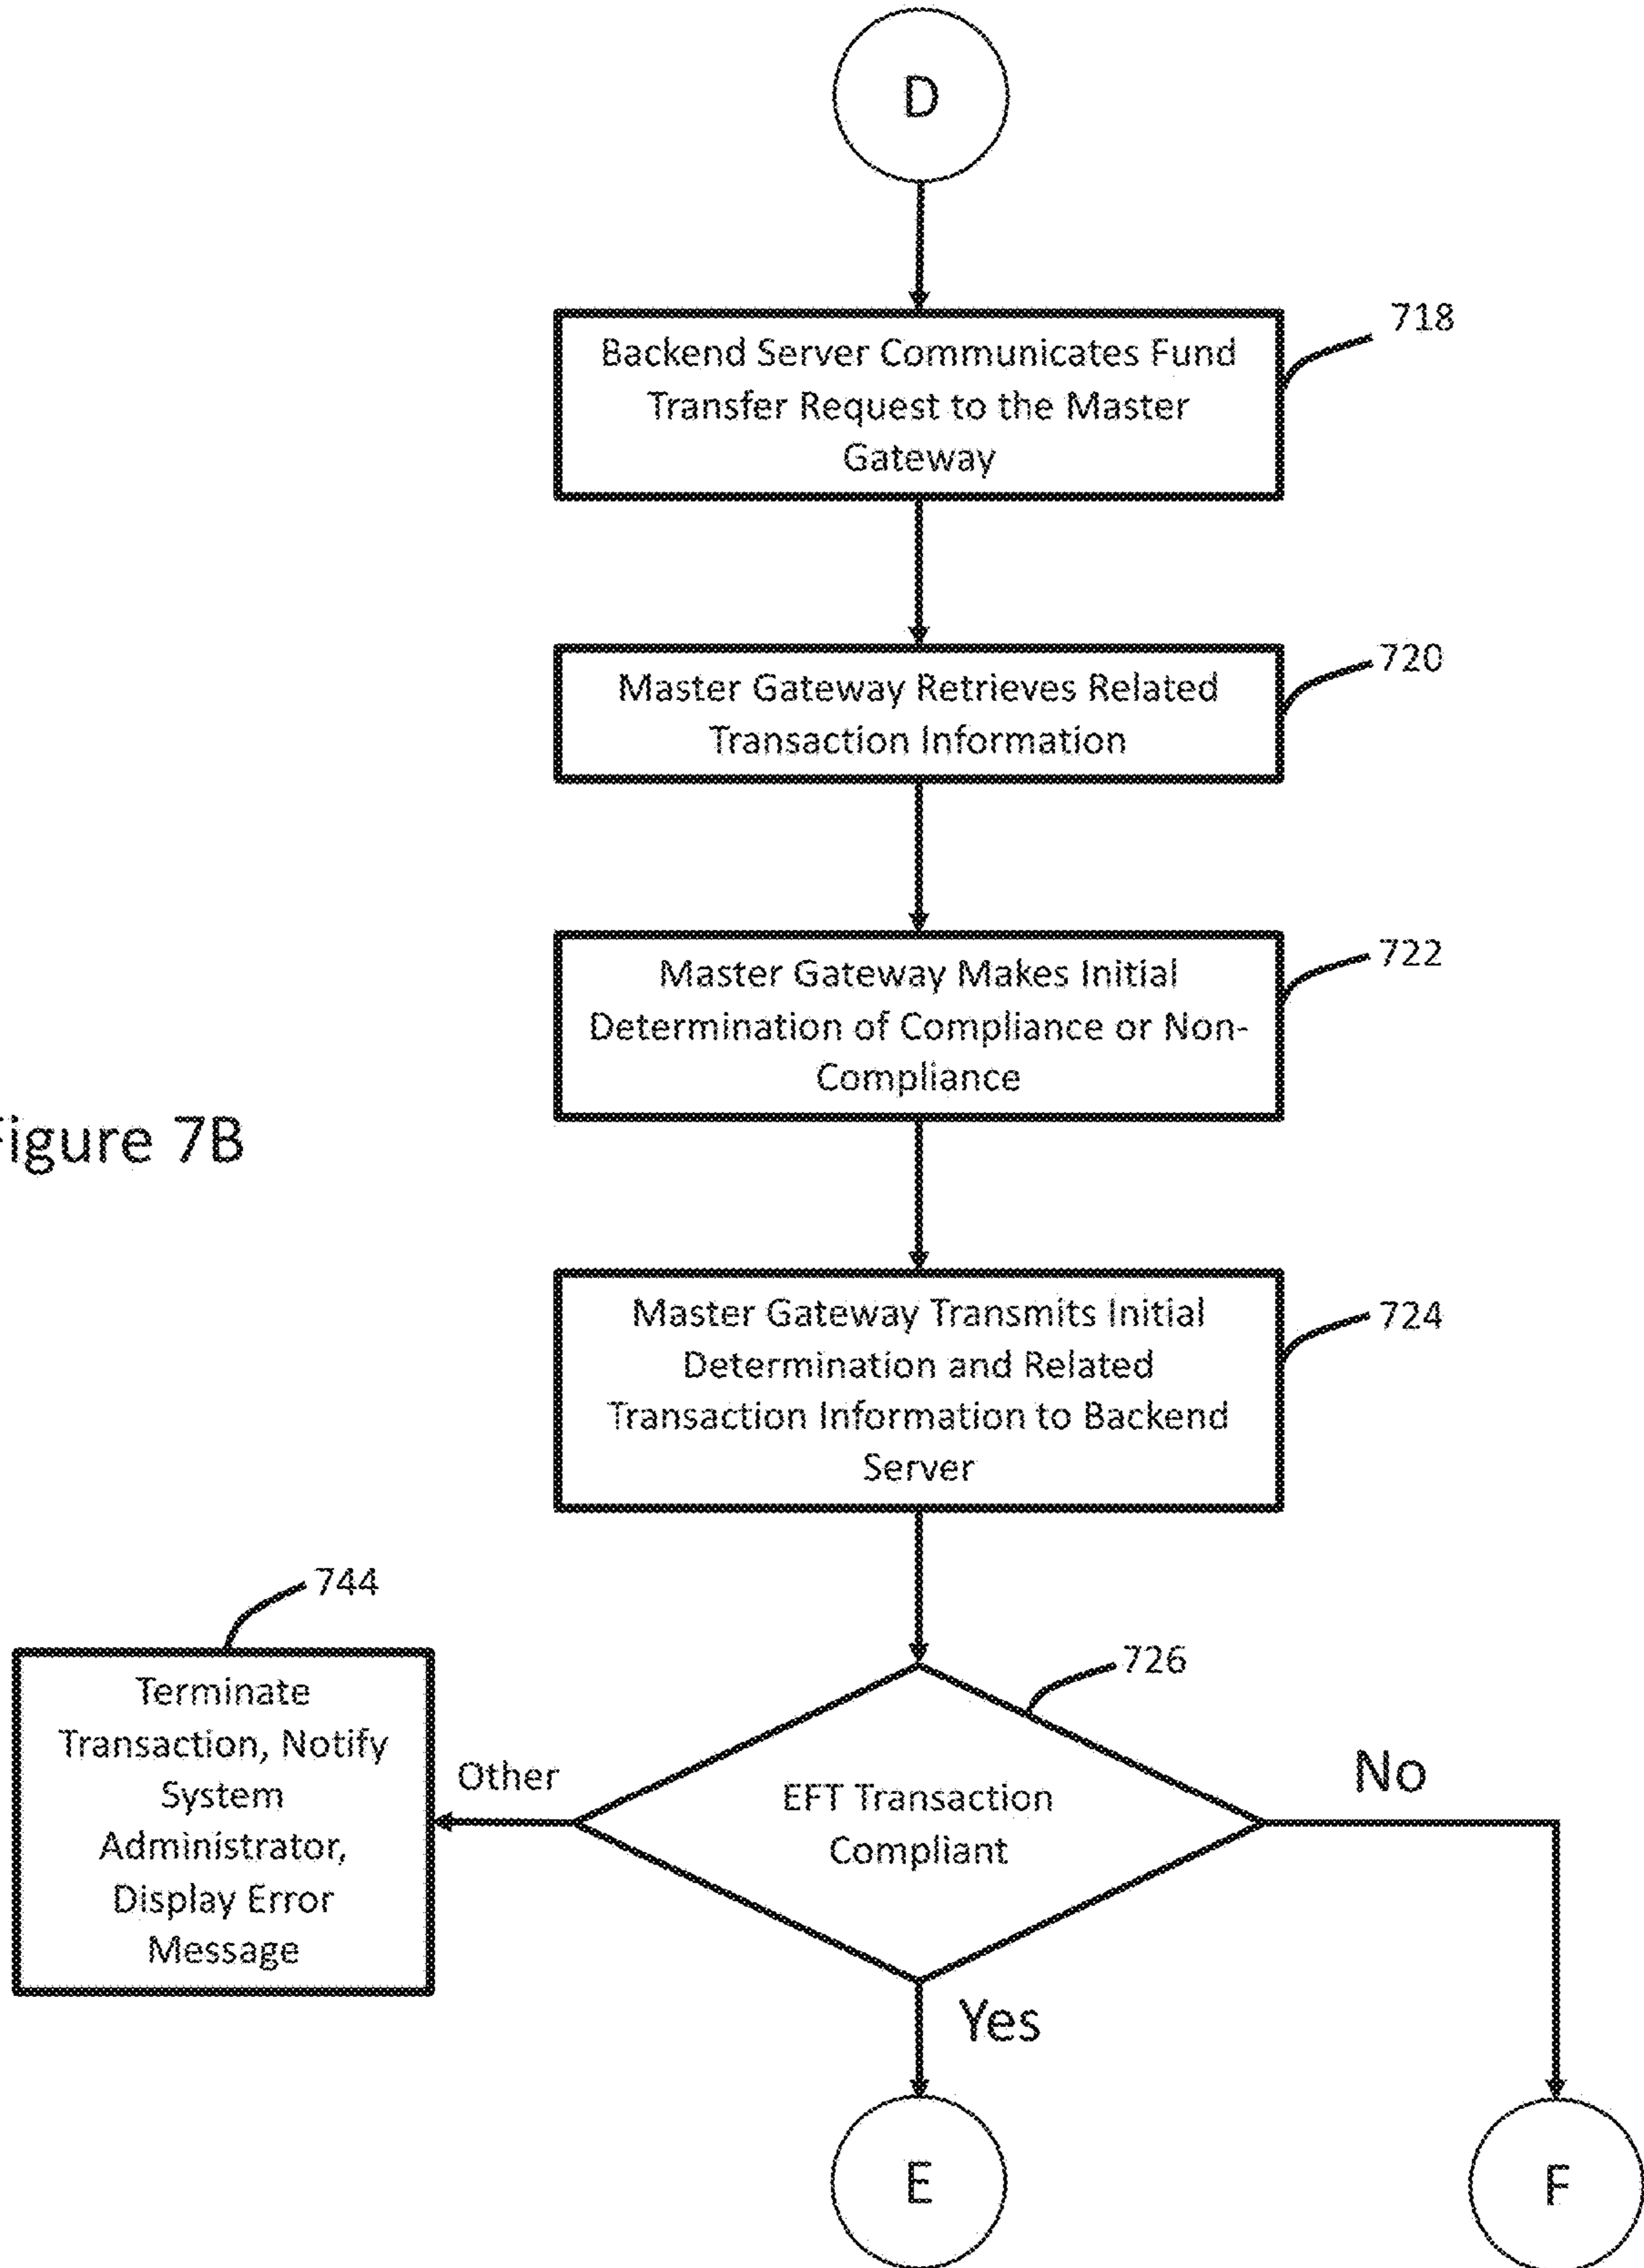 D
Backend Server Communicates Fund
Transfer Request to the Master
Gateway
718
Master Gateway Retrieves Related
Transaction Information
720
Master Gateway Makes Initial
Determination of Compliance or Non-
Compliance
722
Figure 7B
Master Gateway Transmits Initial
Determination and Related
Transaction Information to Backend
Server
724
744
Terminate
Transaction, Notify
System
Administrator,
Display Error
Message
Other
726
EFT Transaction
Compliant
No
Yes
E
F